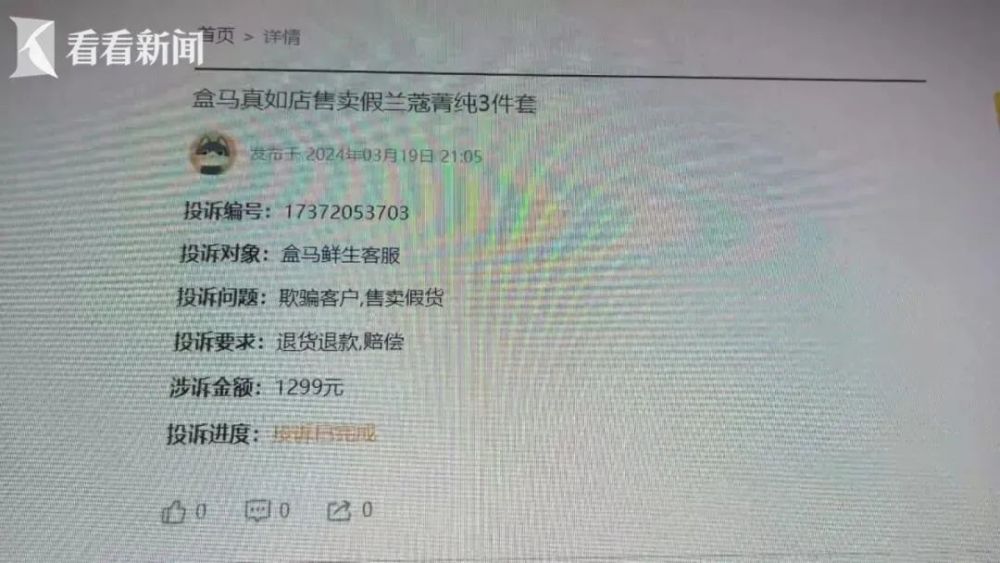 看看新闻
首页 > 详情
盒马真如店售卖假兰蔻菁纯3件套
发布于 2024年03月19日 21:05
投诉编号：17372053703
投诉对象：盒马鲜生客服
投诉问题：欺骗客户,售卖假货
投诉要求：退货退款,赔偿
涉诉金额：1299元
投诉进度：投诉已完成
0 0 0